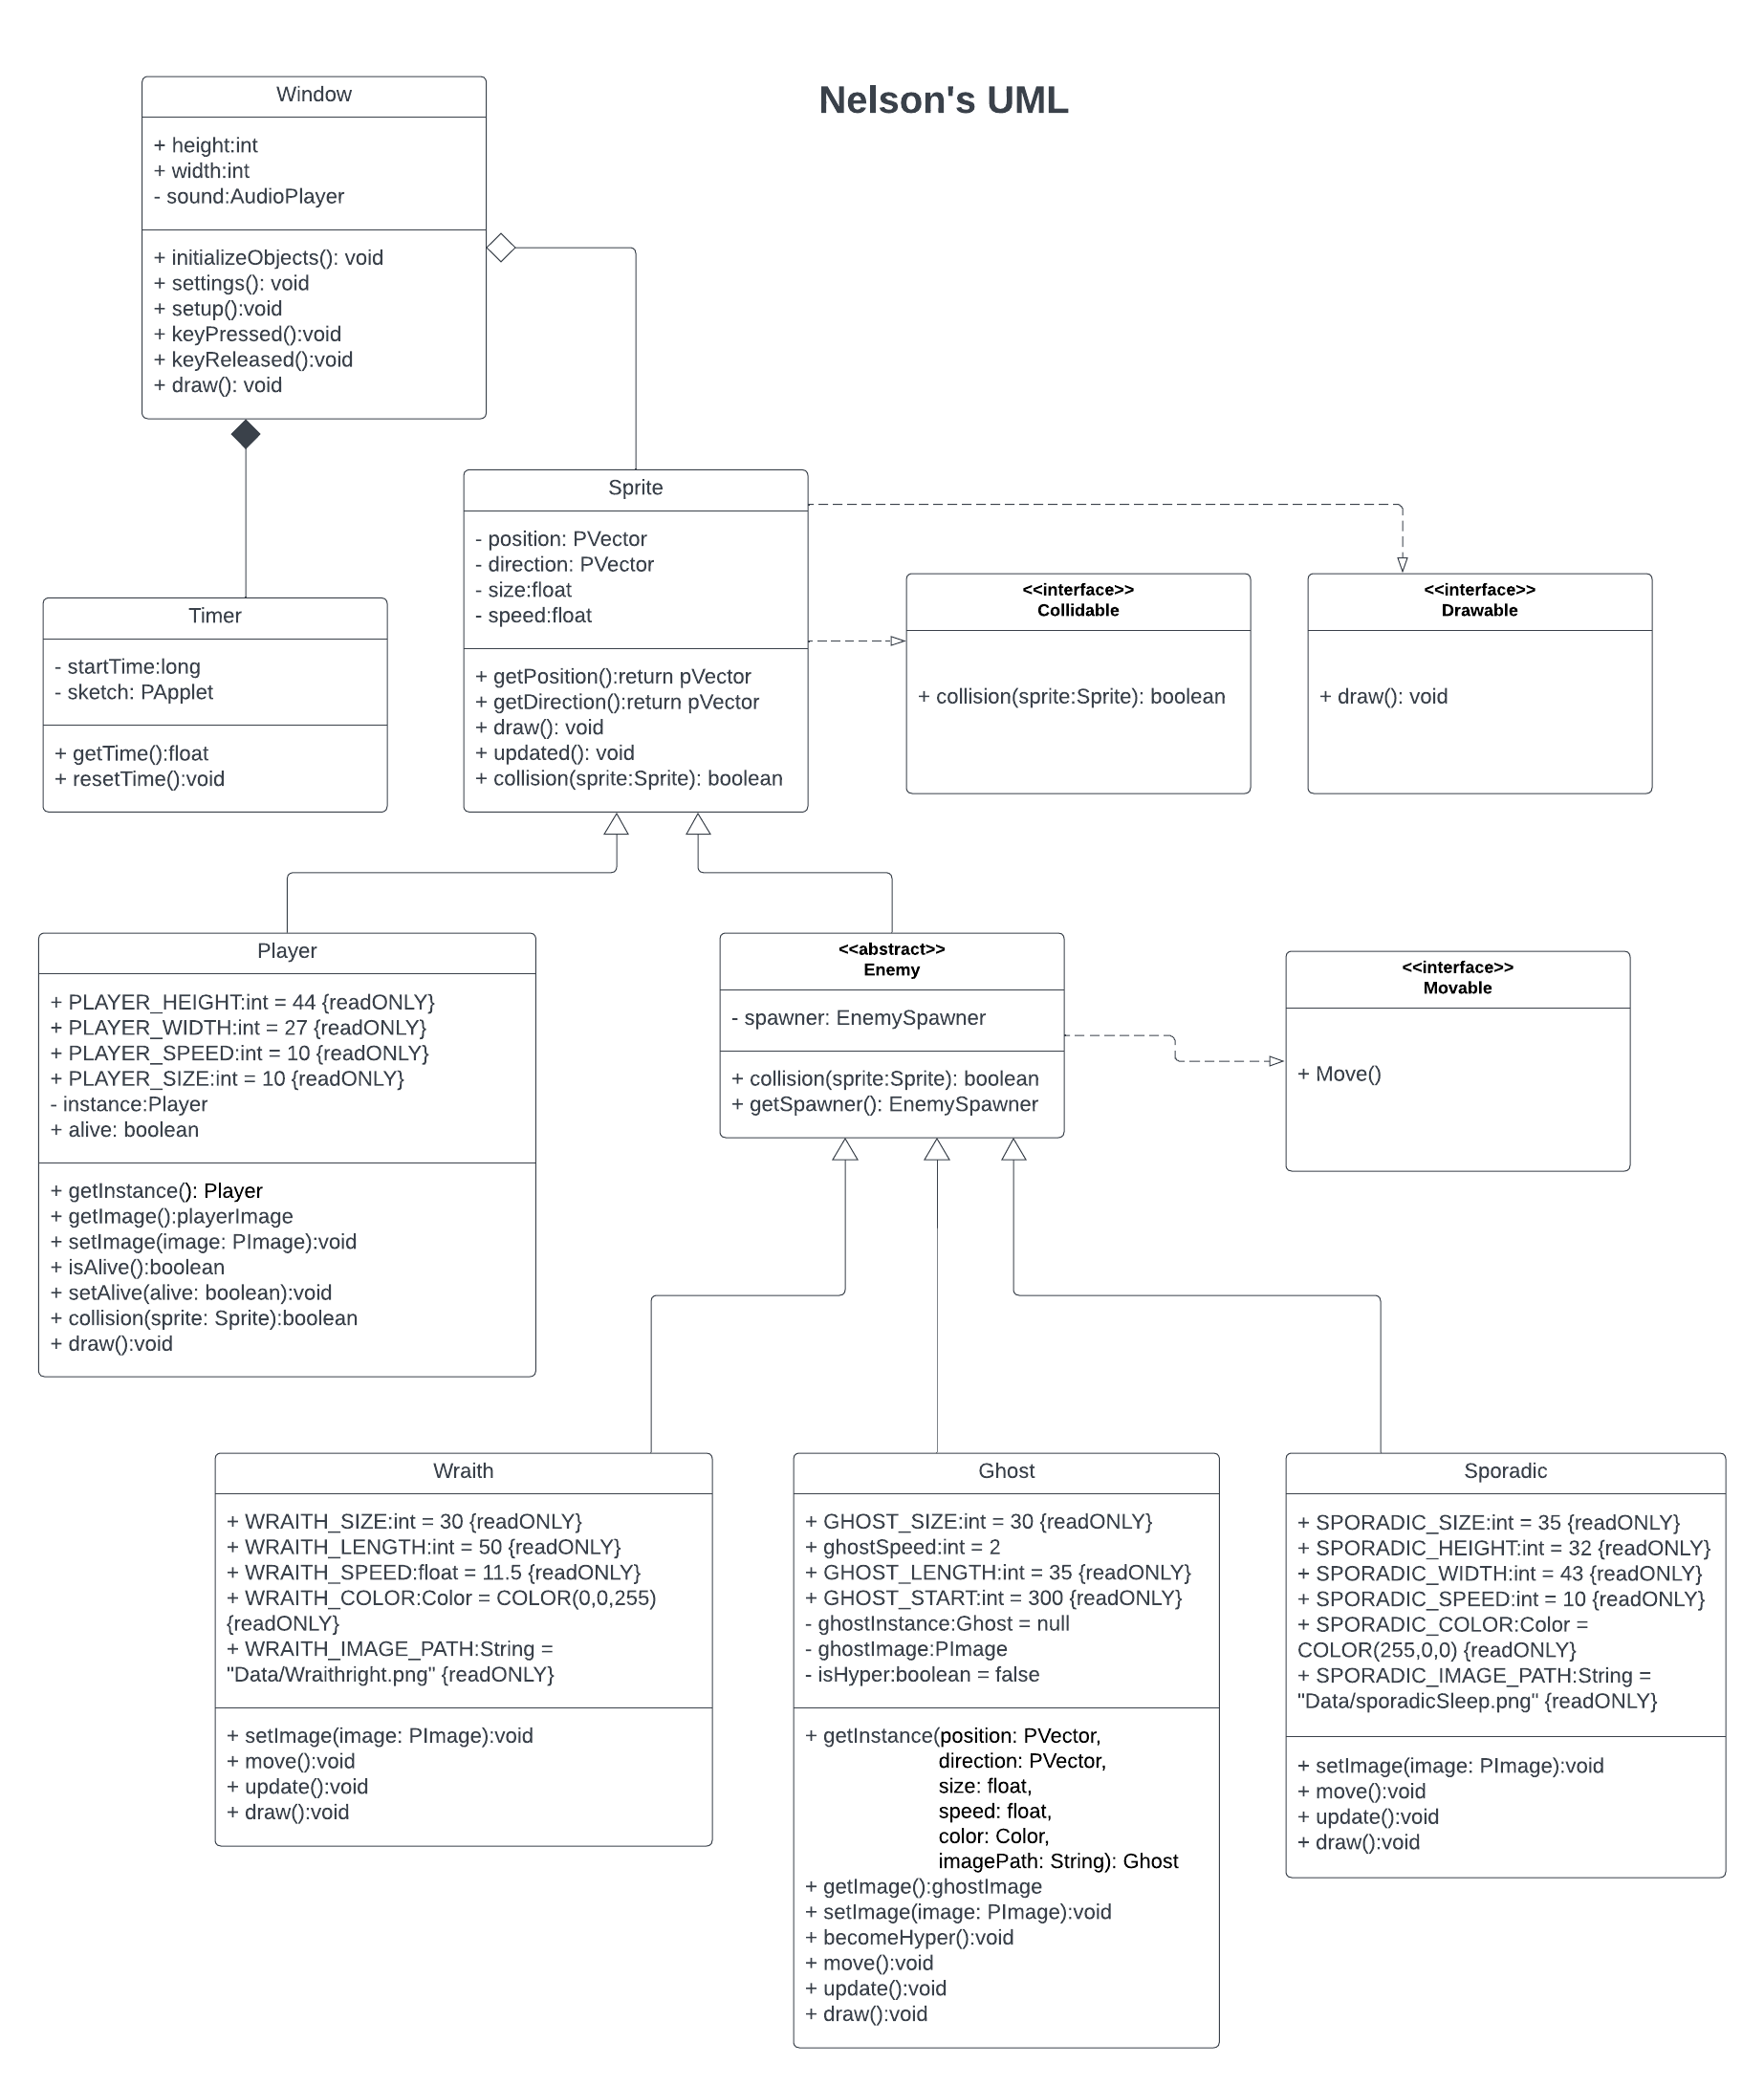 Nelson's UML
Window
+ height:int
+ width:int
- sound:AudioPlayer
+ initializeObjects(): void
+ settings(): void
+ setup():void
+ keyPressed():void
+ keyReleased():void
+ draw(): void
Sprite
- position: PVector
- direction: PVector
- size:float
- speed:float
+ getPosition():return pVector
+ getDirection():return pVector
+ draw(): void
+ updated(): void
+ collision(sprite:Sprite): boolean
<<interface>>
Collidable
+ collision(sprite:Sprite): boolean
<<interface>>
Drawable
+ draw(): void
Timer
- startTime:long
- sketch: PApplet
+ getTime():float
+ resetTime():void
Player
+ PLAYER_HEIGHT:int = 44 {readONLY}
+ PLAYER_WIDTH:int = 27 {readONLY}
+ PLAYER_SPEED:int = 10 {readONLY}
+ PLAYER_SIZE:int = 10 {readONLY}
- instance:Player
+ alive: boolean
+ getInstance(): Player
+ getImage():playerImage
+ setImage(image: PImage):void
+ isAlive():boolean
+ setAlive(alive: boolean):void
+ collision(sprite: Sprite):boolean
+ draw():void
<<abstract>>
Enemy
- spawner: EnemySpawner
+ collision(sprite:Sprite): boolean
+ getSpawner(): EnemySpawner
<<interface>>
Movable
+ Move()
Wraith
+ WRAITH_SIZE:int = 30 {readONLY}
+ WRAITH_LENGTH:int = 50 {readONLY}
+ WRAITH_SPEED:float = 11.5 {readONLY}
+ WRAITH_COLOR:Color = COLOR(0,0,255)
{readONLY}
+ WRAITH_IMAGE_PATH:String =
"Data/Wraithright.png" {readONLY}
+ setImage(image: PImage):void
+ move():void
+ update():void
+ draw():void
Ghost
+ GHOST_SIZE:int = 30 {readONLY}
+ ghostSpeed:int = 2
+ GHOST_LENGTH:int = 35 {readONLY}
+ GHOST_START:int = 300 {readONLY}
- ghostInstance:Ghost = null
- ghostImage:PImage
- isHyper:boolean = false
+ getInstance(position: PVector,
direction: PVector,
size: float,
speed: float,
color: Color,
imagePath: String): Ghost
+ getImage():ghostImage
+ setImage(image: PImage):void
+ becomeHyper():void
+ move():void
+ update():void
+ draw():void
Sporadic
+ SPORADIC_SIZE:int = 35 {readONLY}
+ SPORADIC_HEIGHT:int = 32 {readONLY}
+ SPORADIC_WIDTH:int = 43 {readONLY}
+ SPORADIC_SPEED:int = 10 {readONLY}
+ SPORADIC_COLOR:Color =
COLOR(255,0,0) {readONLY}
+ SPORADIC_IMAGE_PATH:String =
"Data/sporadicSleep.png" {readONLY}
+ setImage(image: PImage):void
+ move():void
+ update():void
+ draw():void